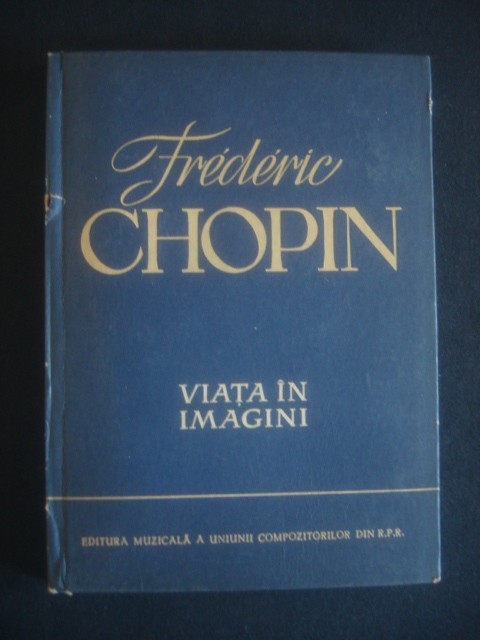 Frédéric
CHOPIN
VIAȚA ÎN
IMAGINI
EDITURA MUZICALĂ A UNIUNII COMPOZITORILOR DIN R.P.R.